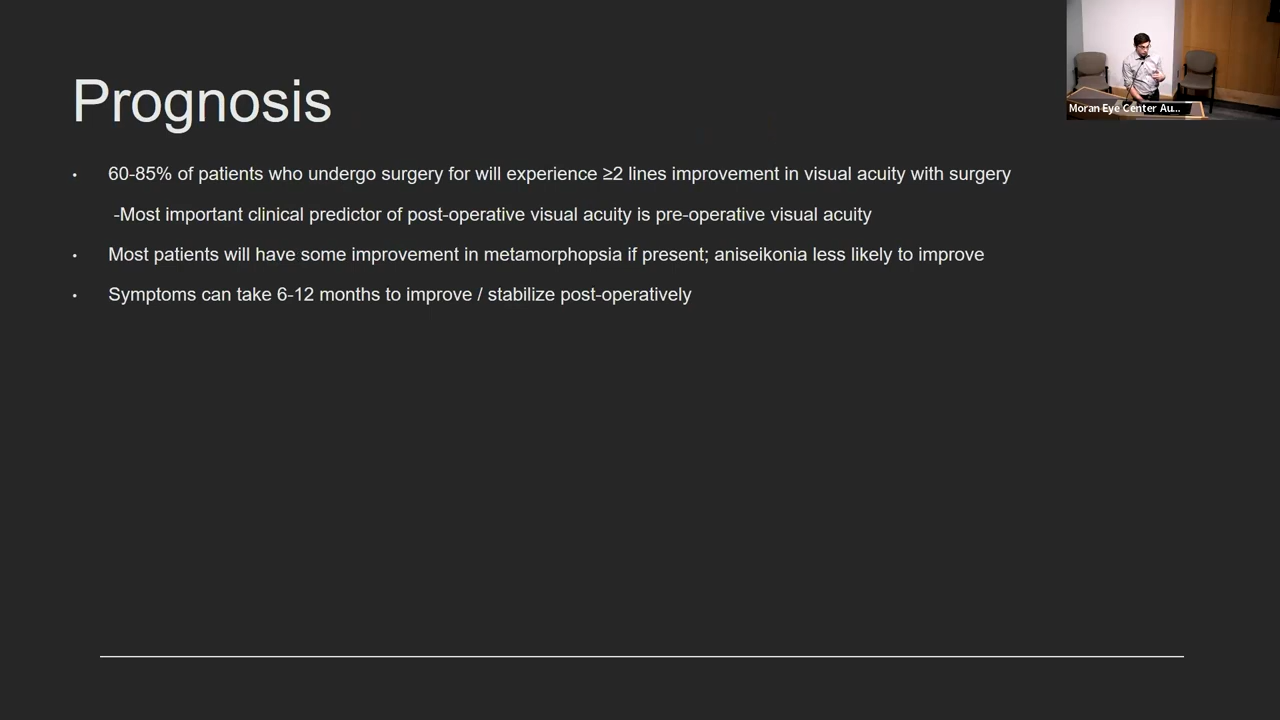 Prognosis
• 60-85% of patients who undergo surgery for will experience ≥2 lines improvement in visual acuity with surgery
-Most important clinical predictor of post-operative visual acuity is pre-operative visual acuity
• Most patients will have some improvement in metamorphopsia if present; aniseikonia less likely to improve
• Symptoms can take 6-12 months to improve / stabilize post-operatively
Moran Eye Center Au...